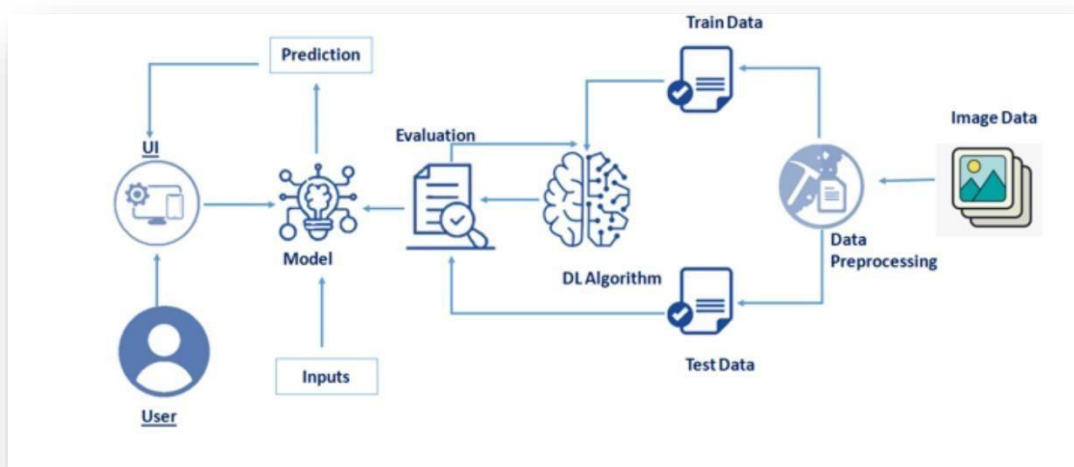 Train Data
Prediction
Image Data
Evaluation
UI
Model
Data
Preprocessing
DL Algorithm
Inputs
Test Data
User